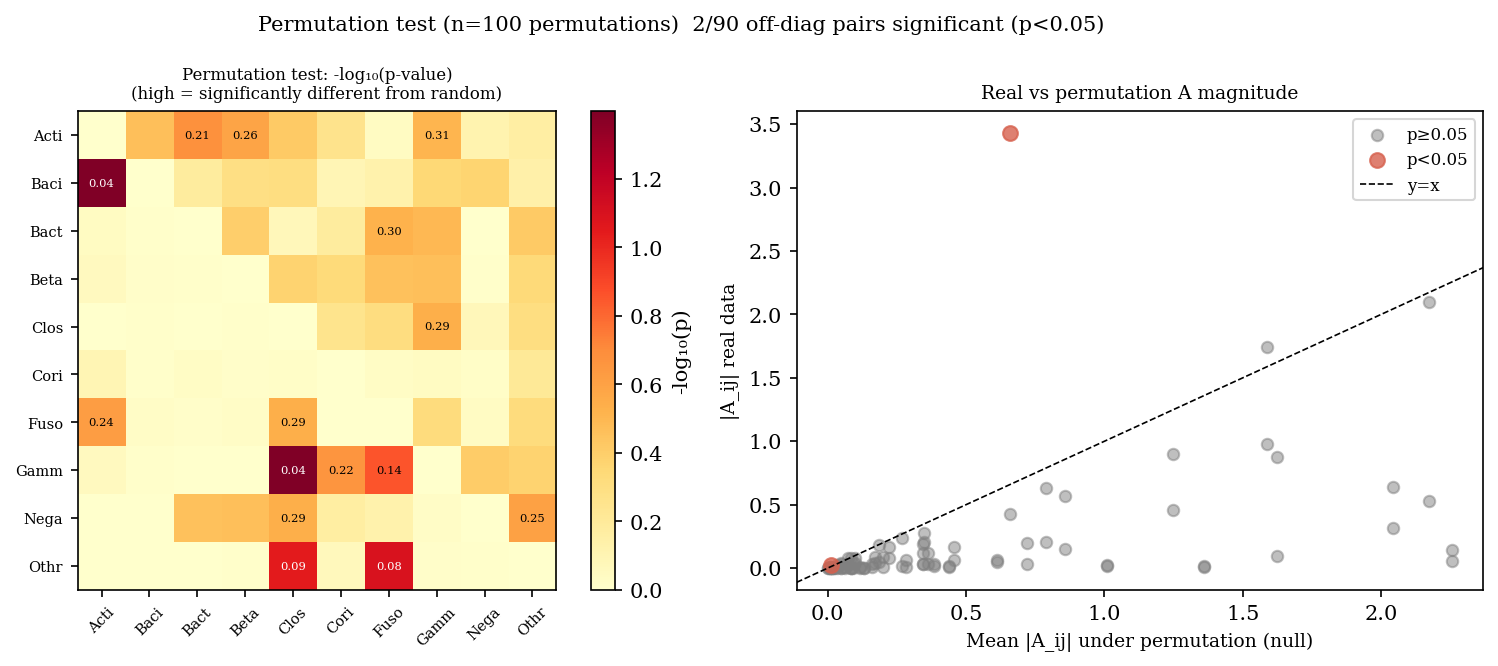 Permutation test (n=100 permutations)  2/90 off-diag pairs significant (p<0.05)
Permutation test: -log₁₀(p-value)
(high = significantly different from random)
Acti
Baci
Bact
Beta
Clos
Cori
Fuso
Gamm
Nega
Othr
0.21 0.26 0.31
0.04
0.30
0.29
0.24 0.29
0.04 0.22 0.14
0.29 0.25
0.09 0.08
Acti Baci Bact Beta Clos Cori Fuso Gamm Nega Othr
1.2
1.0
0.8
0.6
0.4
0.2
0.0
-log₁₀(p)
Real vs permutation A magnitude
p≥0.05
p<0.05
y=x
3.5
3.0
2.5
2.0
1.5
1.0
0.5
0.0
|A_ij| real data
0.0 0.5 1.0 1.5 2.0
Mean |A_ij| under permutation (null)